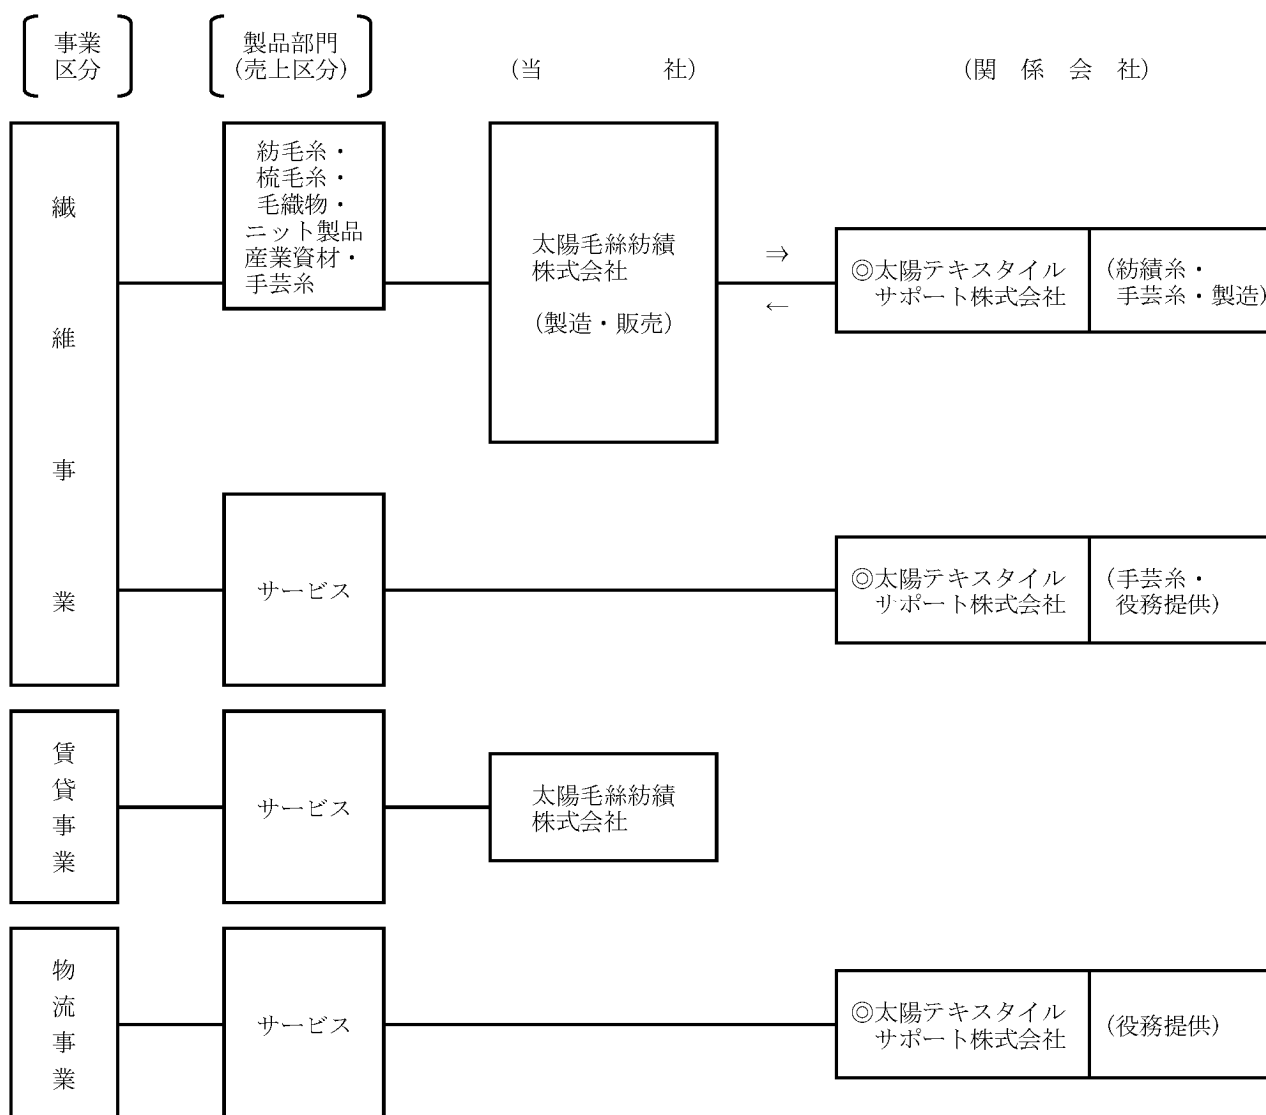 事業
区分
製品部門
(売上区分)
(当　　　　社)
(関　係　会　社)
繊維事業
紡毛糸・
梳毛糸・
毛織物・
ニット製品
産業資材・
手芸糸
太陽毛絲紡績
株式会社
(製造・販売)
⇒
←
◎太陽テキスタイル
サポート株式会社
(紡績糸・
手芸糸・製造)
サービス
◎太陽テキスタイル
サポート株式会社
(手芸糸・
役務提供)
賃貸事業
サービス
太陽毛絲紡績
株式会社
物流事業
サービス
◎太陽テキスタイル
サポート株式会社
(役務提供)